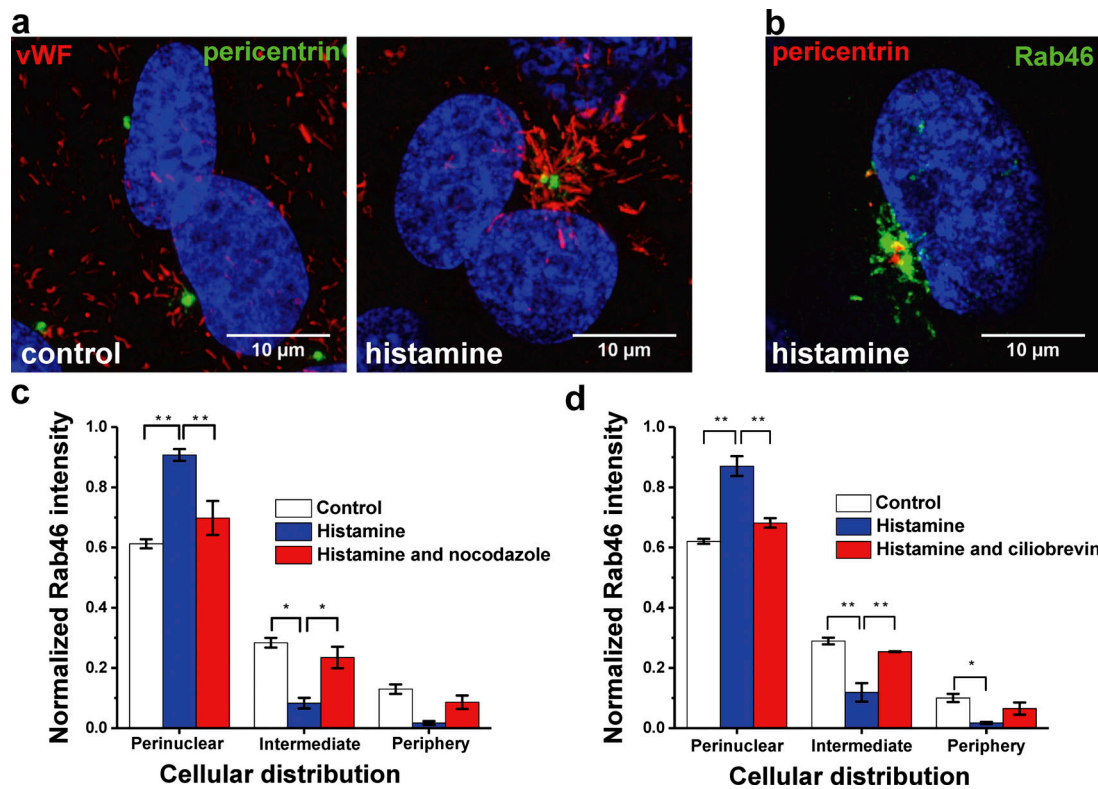 a
b
vWF
pericentrin
pericentrin
Rab46
control
10 µm
histamine
10 µm
histamine
10 µm
c
Normalized Rab46 intensity
1.0
0.8
0.6
0.4
0.2
0.0
** **
* *
Control
Histamine
Histamine and nocodazole
Perinuclear Intermediate Periphery
Cellular distribution
d
Normalized Rab46 intensity
1.0
0.8
0.6
0.4
0.2
0.0
** **
** **
*
Control
Histamine
Histamine and ciliobrevin
Perinuclear Intermediate Periphery
Cellular distribution